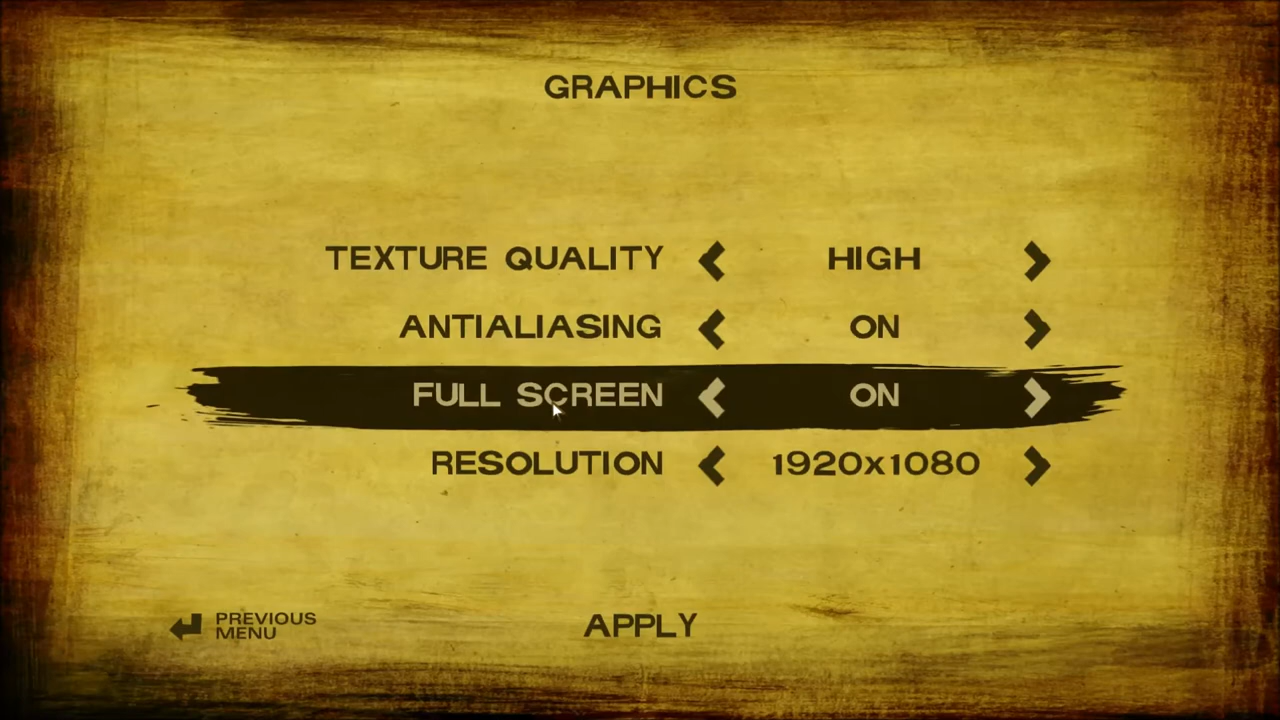 GRAPHICS
TEXTURE QUALITY HIGH
ANTIALIASING ON
FULL SCREEN ON
RESOLUTION 1920x1080
PREVIOUS
MENU
APPLY